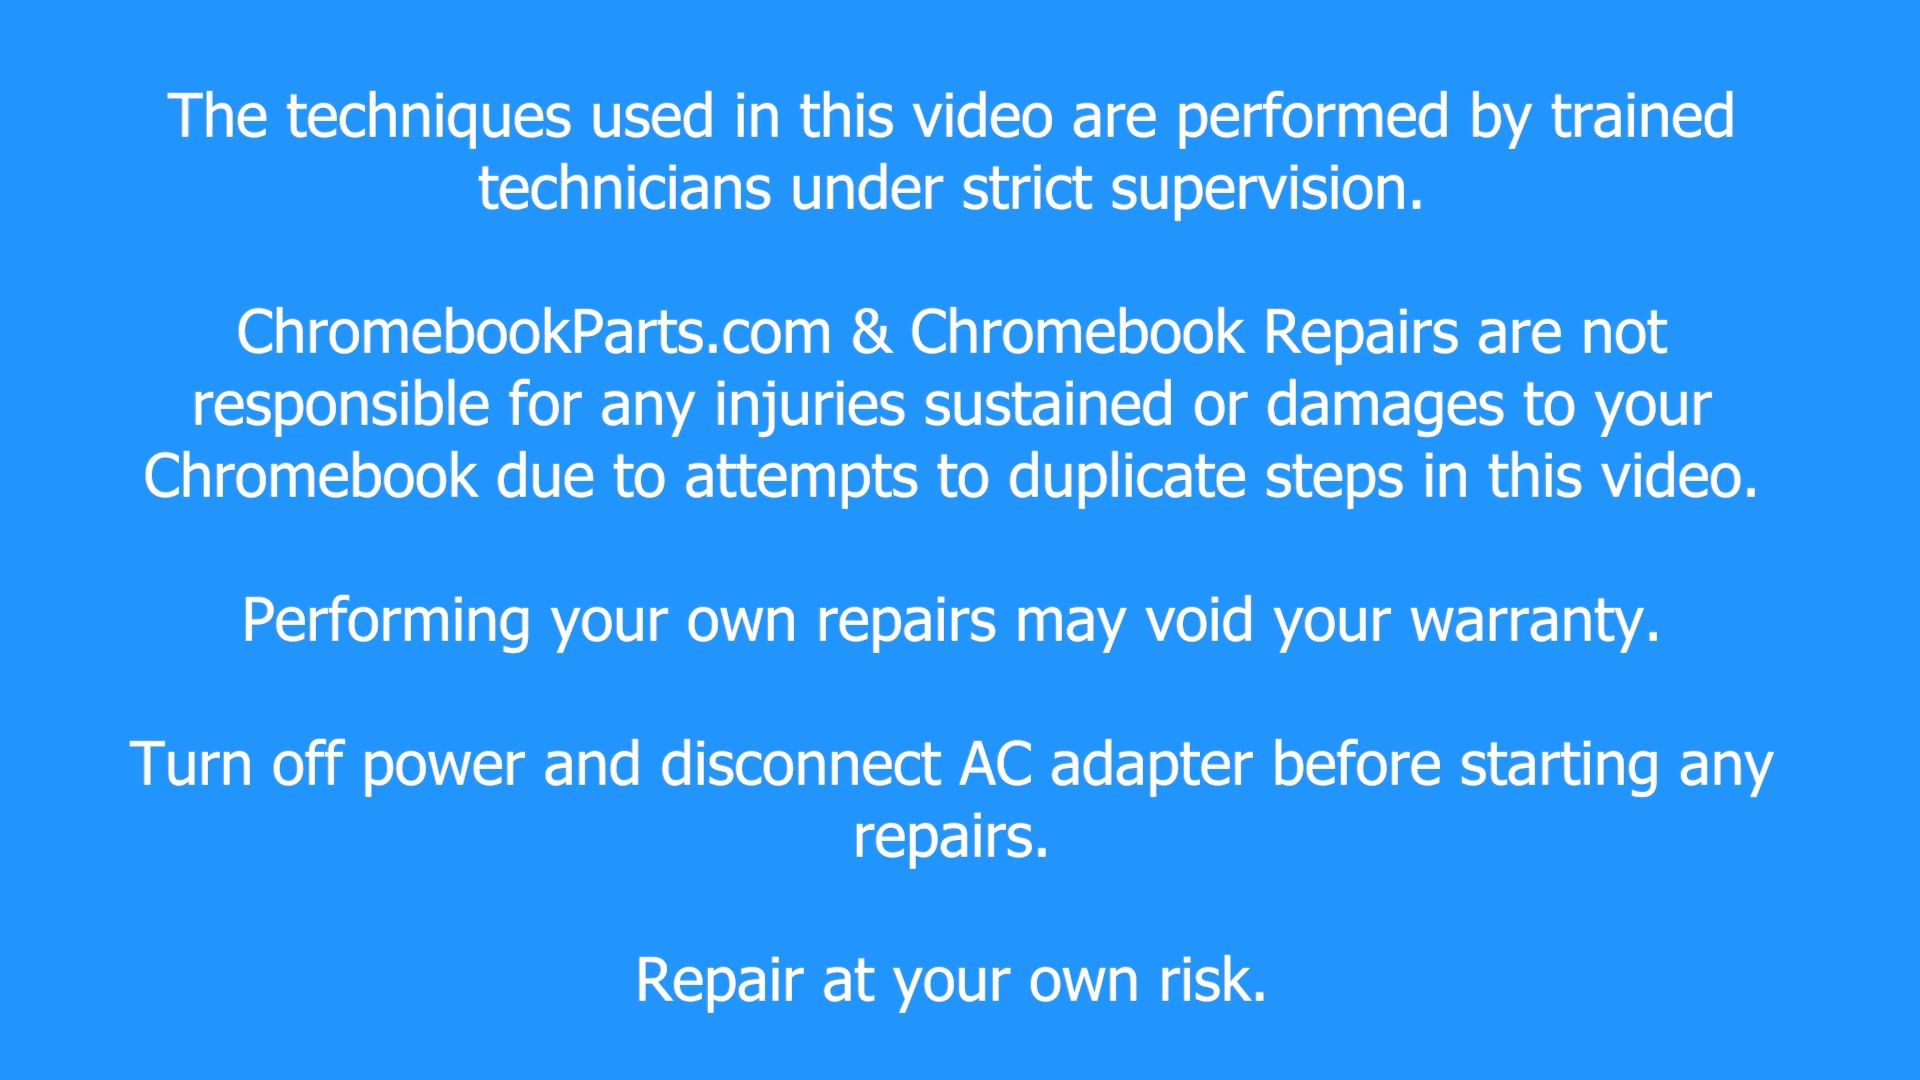 The techniques used in this video are performed by trained
technicians under strict supervision.
ChromebookParts.com & Chromebook Repairs are not
responsible for any injuries sustained or damages to your
Chromebook due to attempts to duplicate steps in this video.
Performing your own repairs may void your warranty.
Turn off power and disconnect AC adapter before starting any
repairs.
Repair at your own risk.